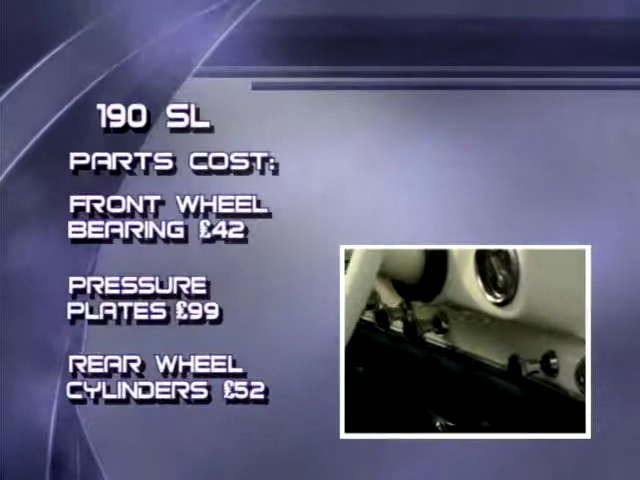 190 SL
PARTS COST:
FRONT WHEEL
BEARING £42
PRESSURE
PLATES £99
REAR WHEEL
CYLINDERS £52